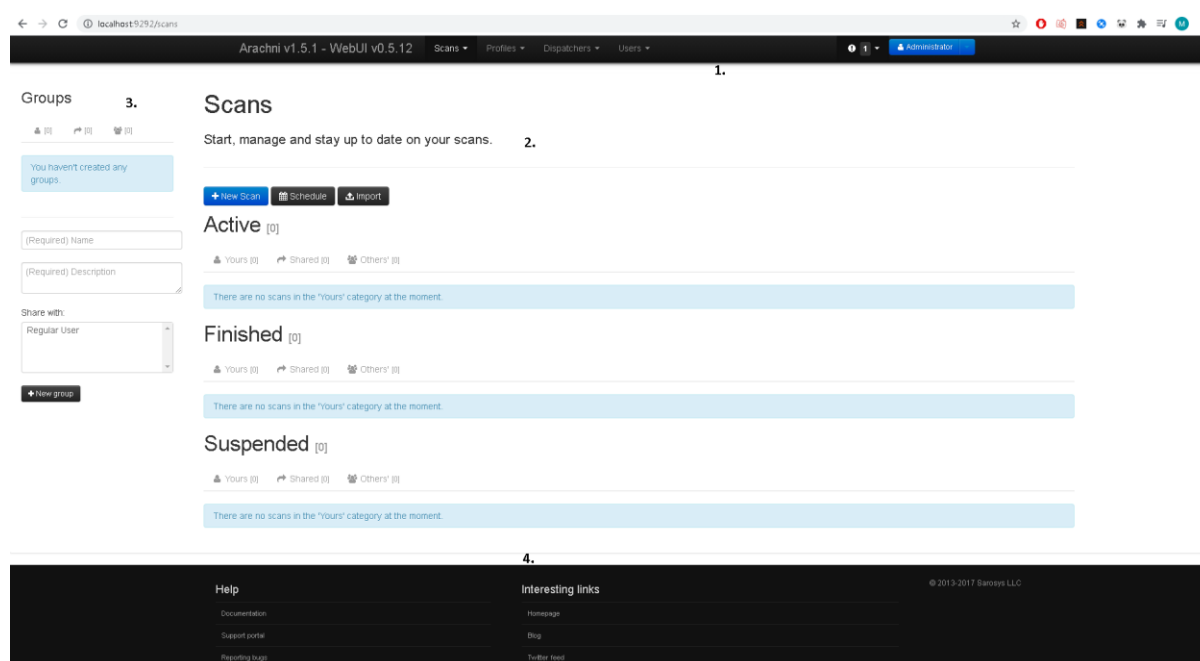 localhost:9292/scans
Arachni v1.5.1 - WebUI v0.5.12 Scans Profiles Dispatchers Users 1 Administrator
1.
Groups
3.
[0] [0] [0]
You haven't created any
groups.
(Required) Name
(Required) Description
Share with:
Regular User
New group
Scans
Start, manage and stay up to date on your scans.
2.
New Scan Schedule Import
Active [0]
Yours [0] Shared [0] Others' [0]
There are no scans in the "Yours" category at the moment.
Finished [0]
Yours [0] Shared [0] Others' [0]
There are no scans in the "Yours" category at the moment.
Suspended [0]
Yours [0] Shared [0] Others' [0]
There are no scans in the "Yours" category at the moment.
4.
Help
Documentation
Support portal
Reporting bugs
Interesting links
Homepage
Blog
Twitter feed
© 2013-2017 Sarosys LLC